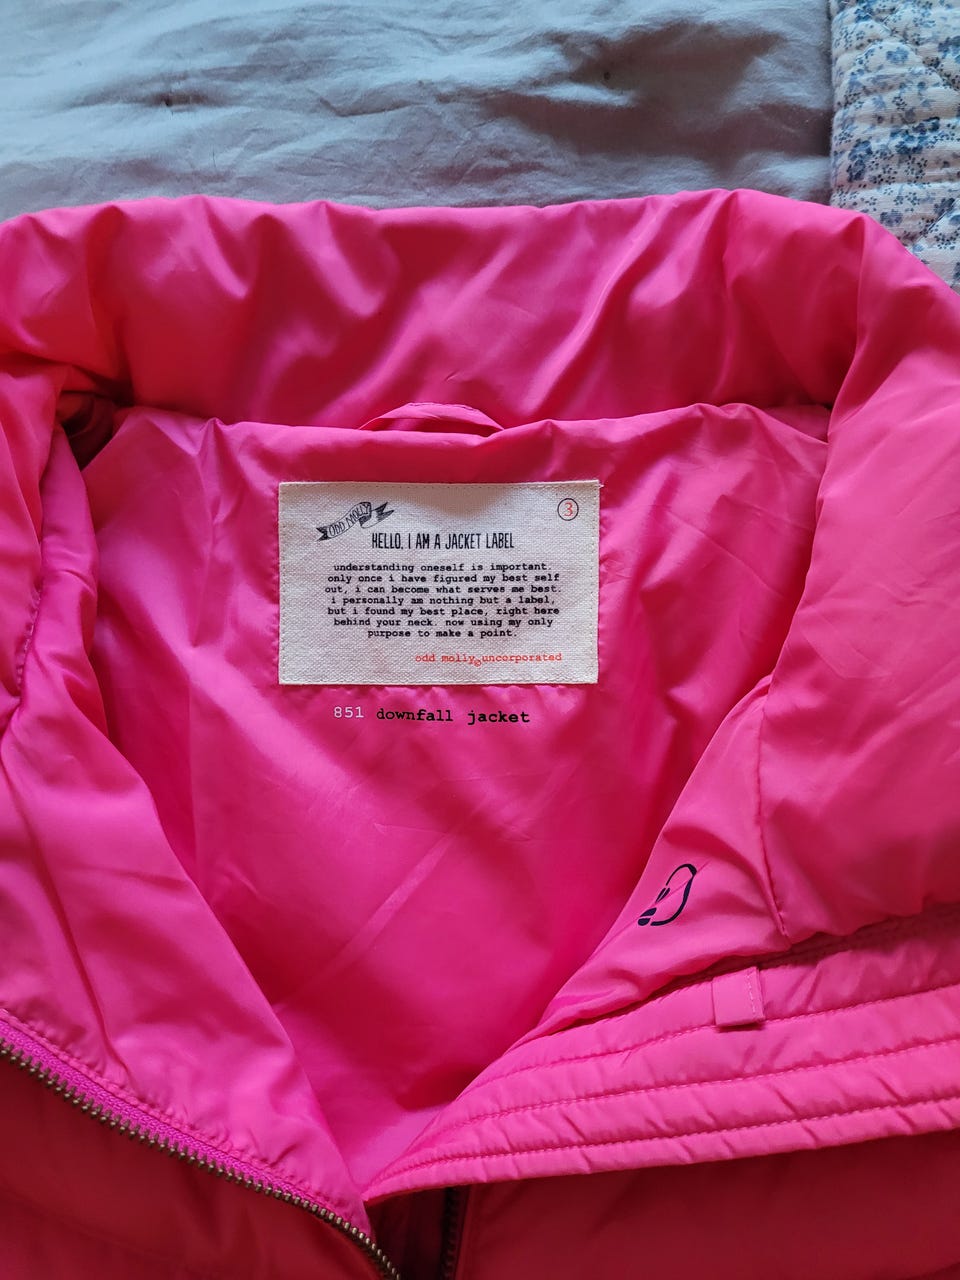 ODD MOLLY
3
HELLO, I AM A JACKET LABEL
understanding oneself is important.
only once i have figured my best self
out, i can become what serves me best.
i personally am nothing but a label,
but i found my best place, right here
behind your neck. now using my only
purpose to make a point.
odd molly©uncorporated
851 downfall jacket